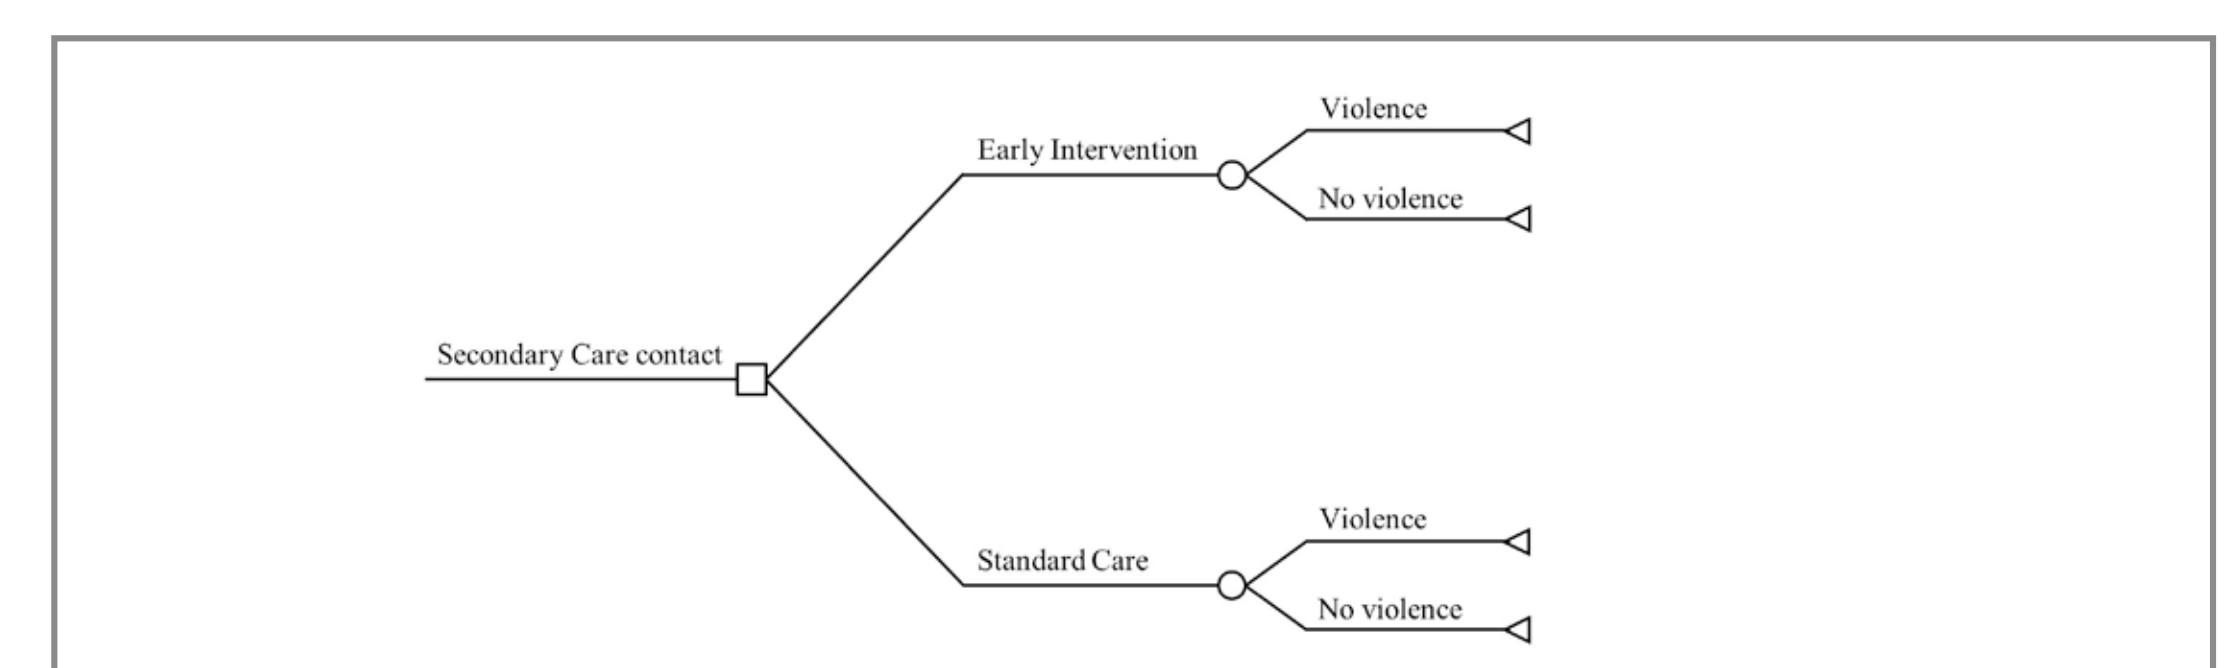 Violence
Early Intervention
No violence
Secondary Care contact
Violence
Standard Care
No violence